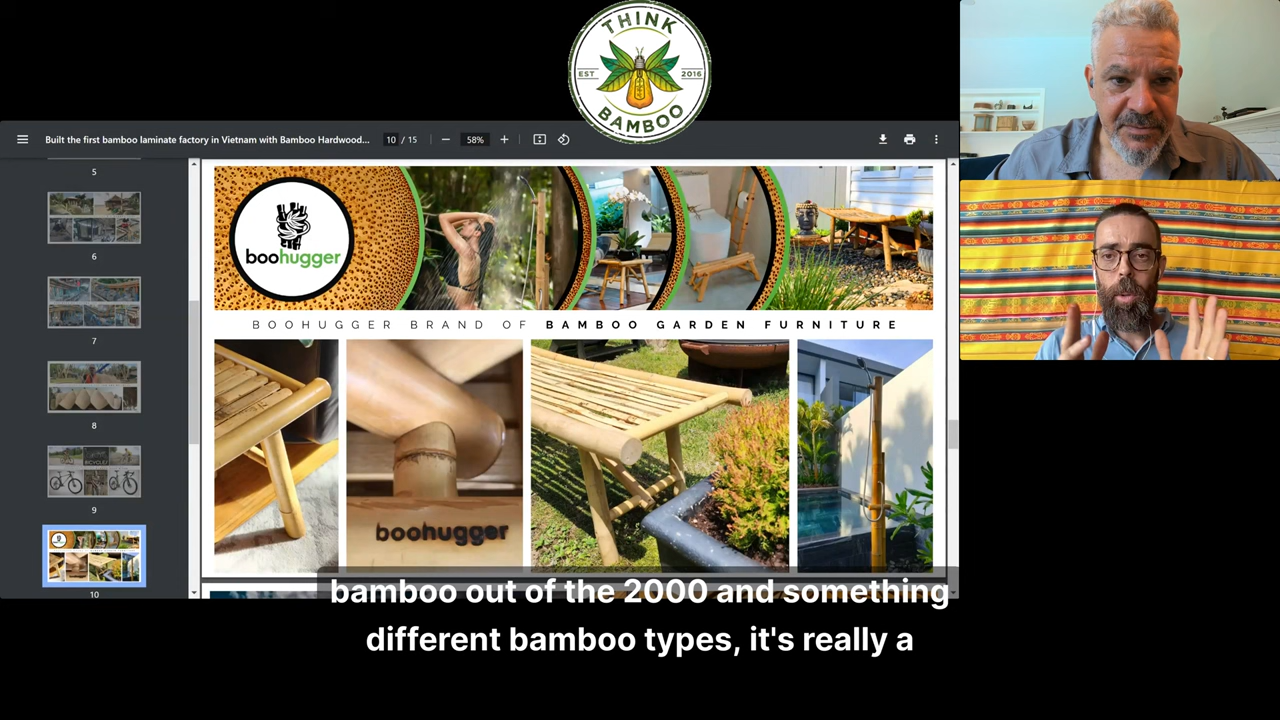 THINK
EST 2016
BAMBOO
Built the first bamboo laminate factory in Vietnam with Bamboo Hardwood... 10 / 15 58%
5
6
7
8
9
10
boohugger
BOOHUGGER BRAND OF BAMBOO GARDEN FURNITURE
boohugger
bamboo out of the 2000 and something
different bamboo types, it's really a